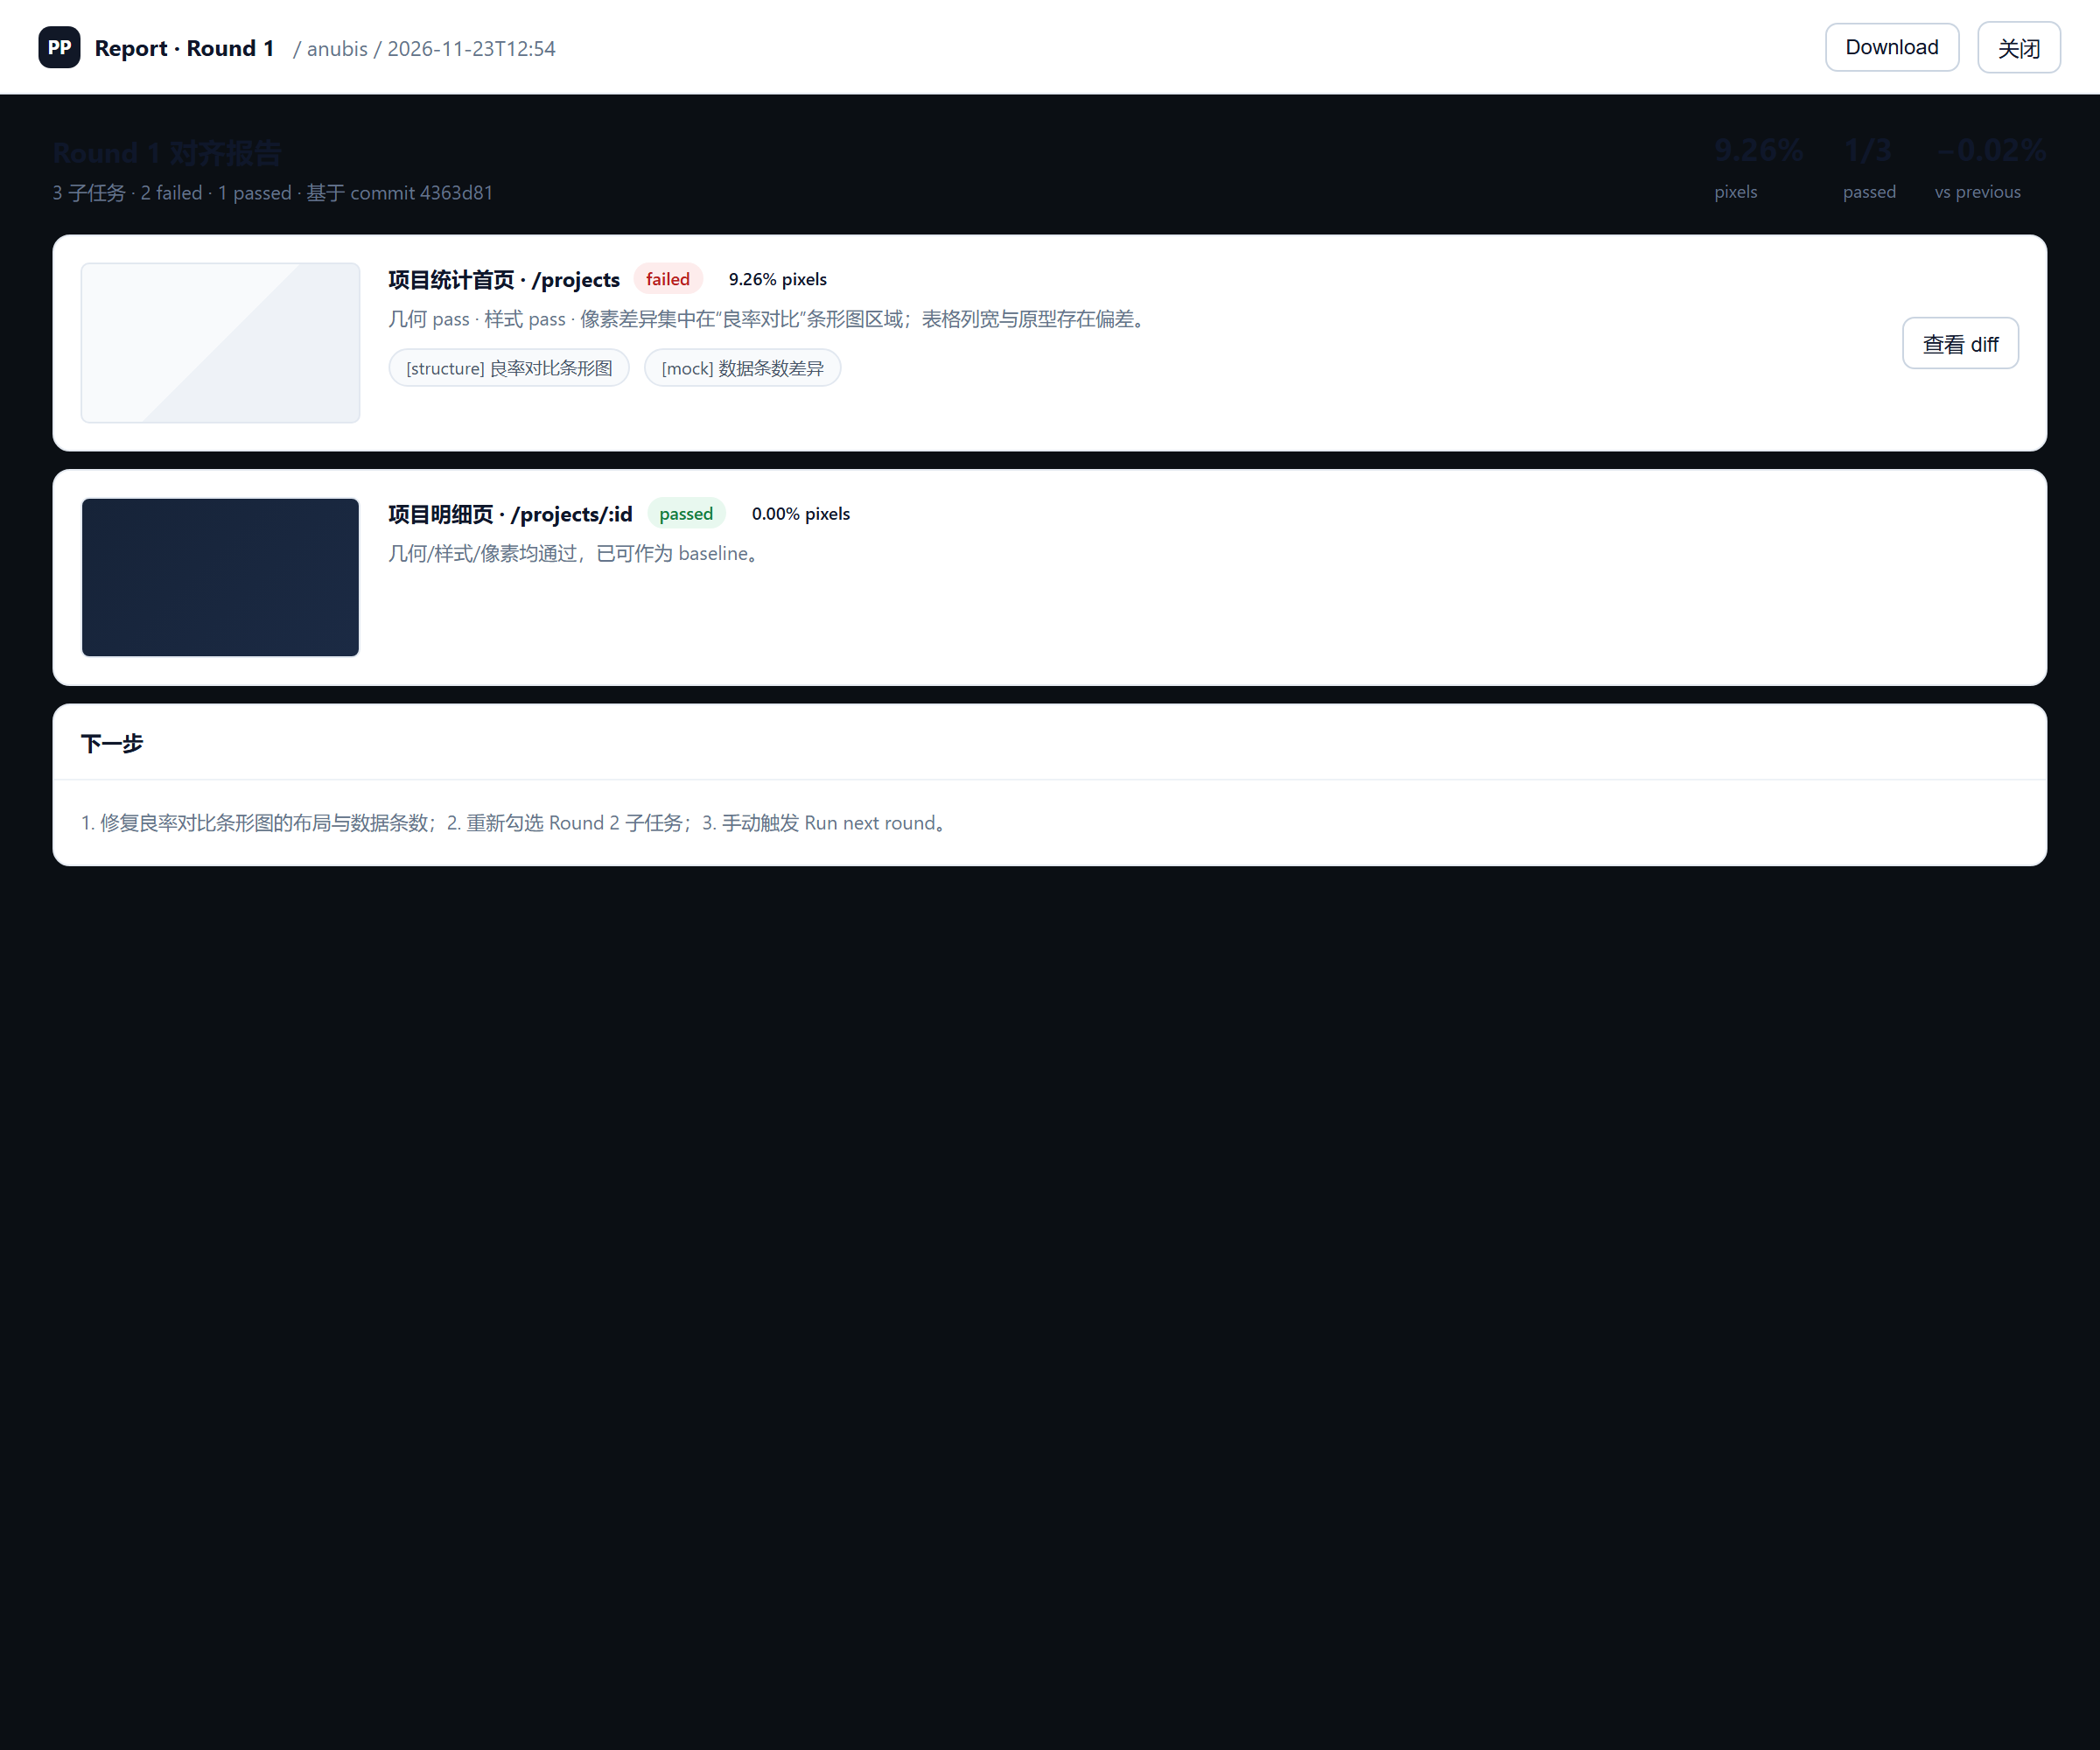 PP Report · Round 1 / anubis / 2026-11-23T12:54 Download 关闭
Round 1 对齐报告
3 子任务 · 2 failed · 1 passed · 基于 commit 4363d81
9.26% 1/3 −0.02%
pixels passed vs previous
项目统计首页 · /projects failed 9.26% pixels
几何 pass · 样式 pass · 像素差异集中在“良率对比”条形图区域；表格列宽与原型存在偏差。
[structure] 良率对比条形图 [mock] 数据条数差异
查看 diff
项目明细页 · /projects/:id passed 0.00% pixels
几何/样式/像素均通过，已可作为 baseline。
下一步
1. 修复良率对比条形图的布局与数据条数；2. 重新勾选 Round 2 子任务；3. 手动触发 Run next round。